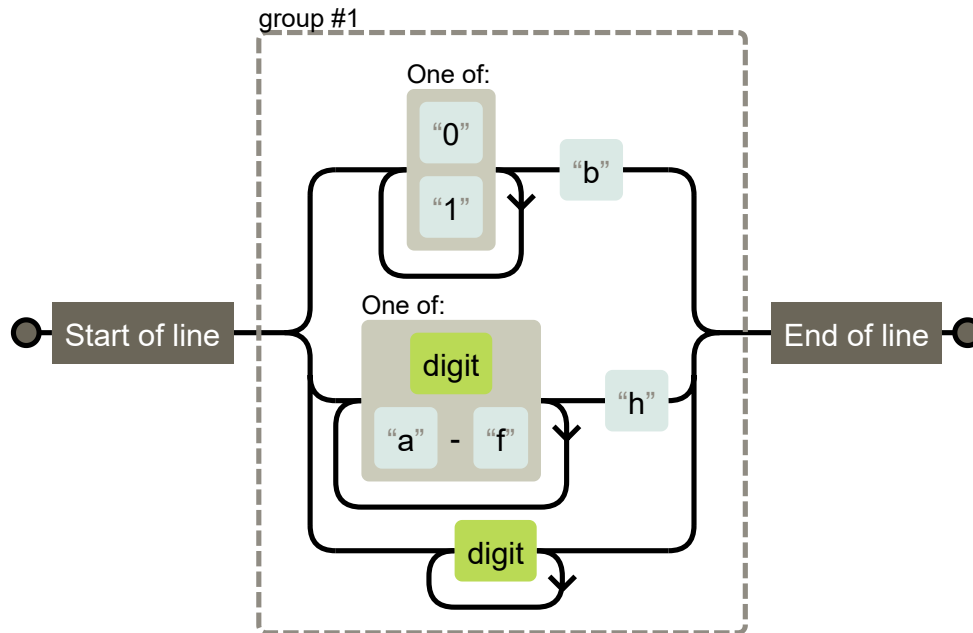 group #1
One of:
“0”
“1”
“b”
Start of line
One of:
digit
“a” - “f”
“h”
digit
End of line